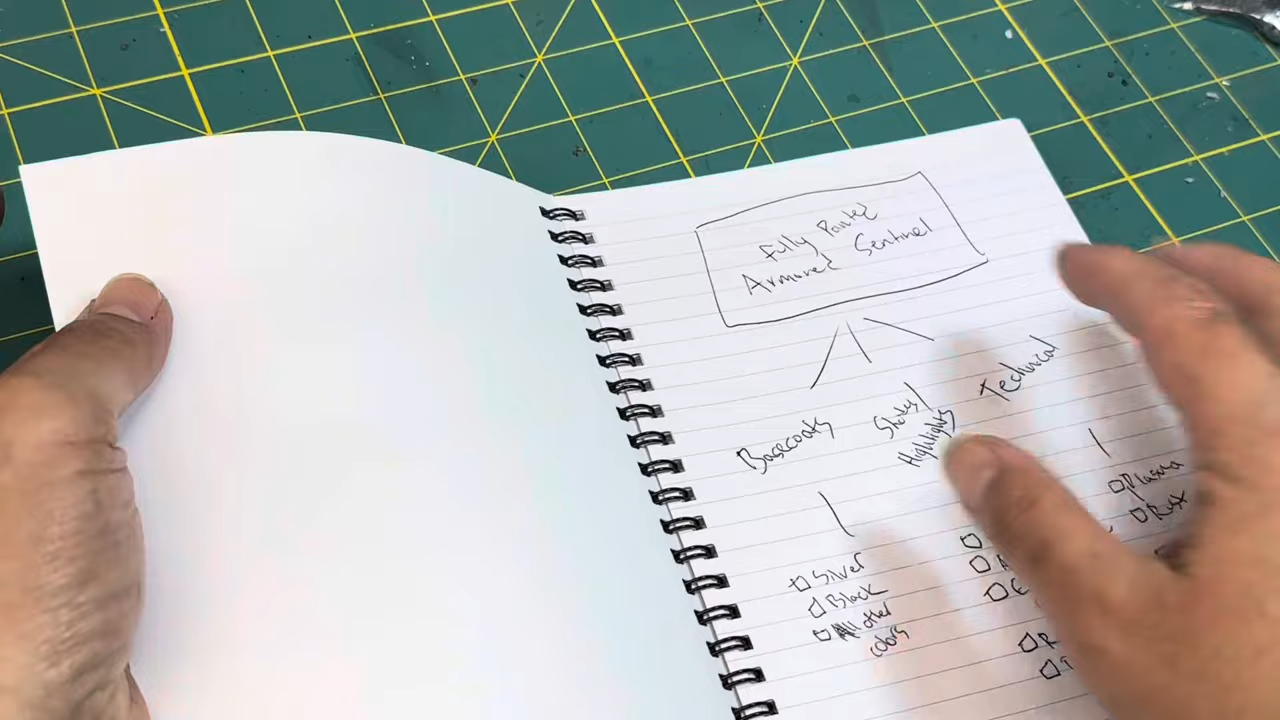 Fully Painted
Armored Sentinel
Basecoats
Shades/
Highlights
Technical
Silver
Black
All other
colors
Plasma
Rust